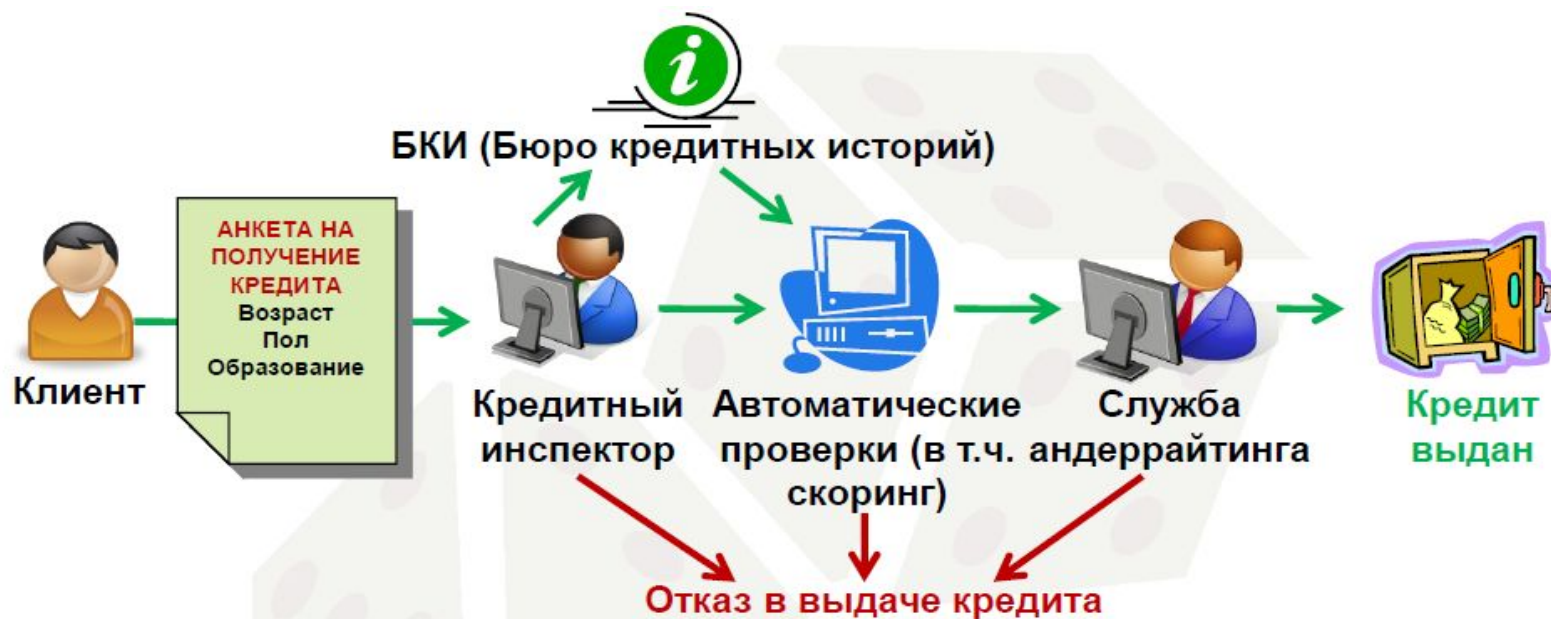 БКИ (Бюро кредитных историй)
АНКЕТА НА
ПОЛУЧЕНИЕ
КРЕДИТА
Возраст
Пол
Образование
Клиент
Кредитный
инспектор
Автоматические
проверки (в т.ч.
скоринг)
Служба
андеррайтинга
Кредит
выдан
Отказ в выдаче кредита